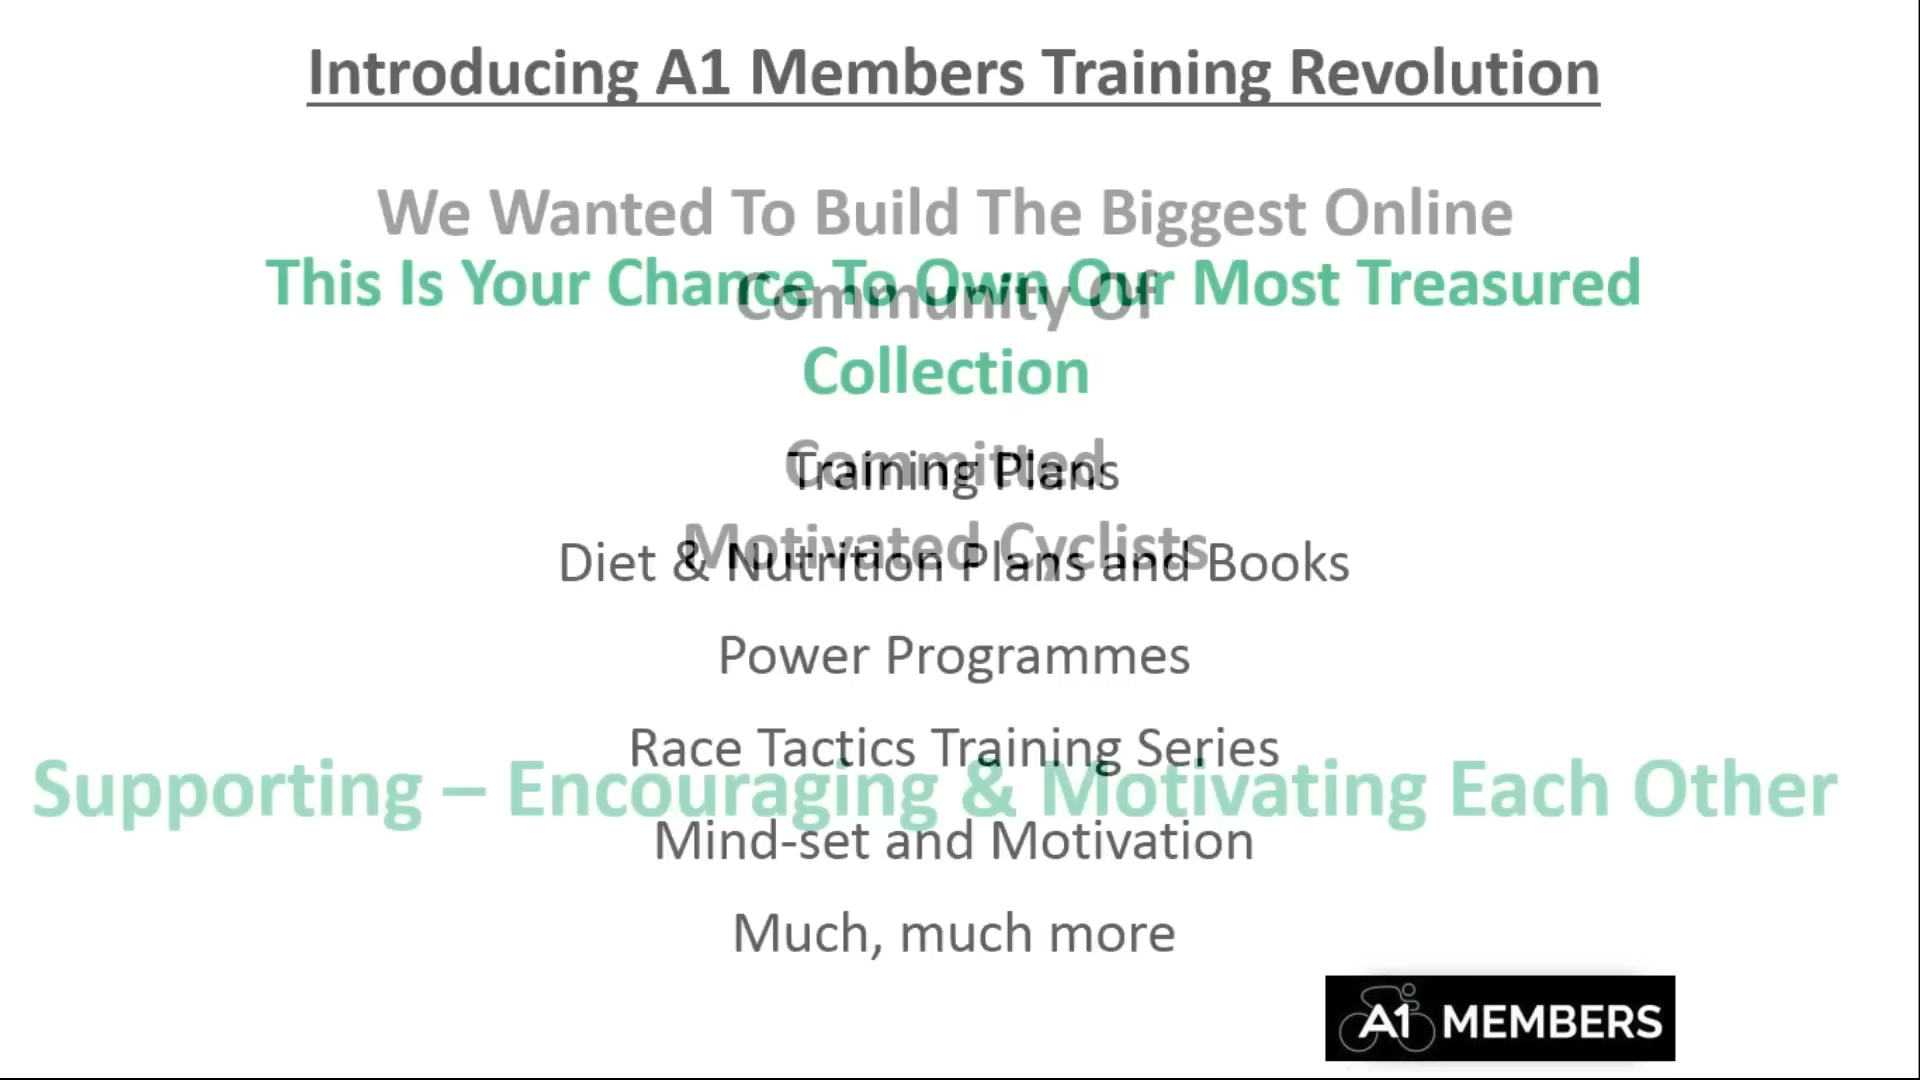 Introducing A1 Members Training Revolution
We Wanted To Build The Biggest Online
This Is Your Chance To Own Our Most Treasured
Community Of
Collection
Committed
Training Plans
Motivated Cyclists
Diet & Nutrition Plans and Books
Power Programmes
Race Tactics Training Series
Supporting – Encouraging & Motivating Each Other
Mind-set and Motivation
Much, much more
A1 MEMBERS